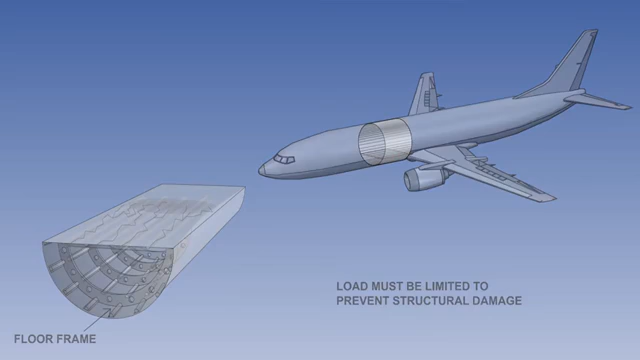 LOAD MUST BE LIMITED TO
PREVENT STRUCTURAL DAMAGE
FLOOR FRAME